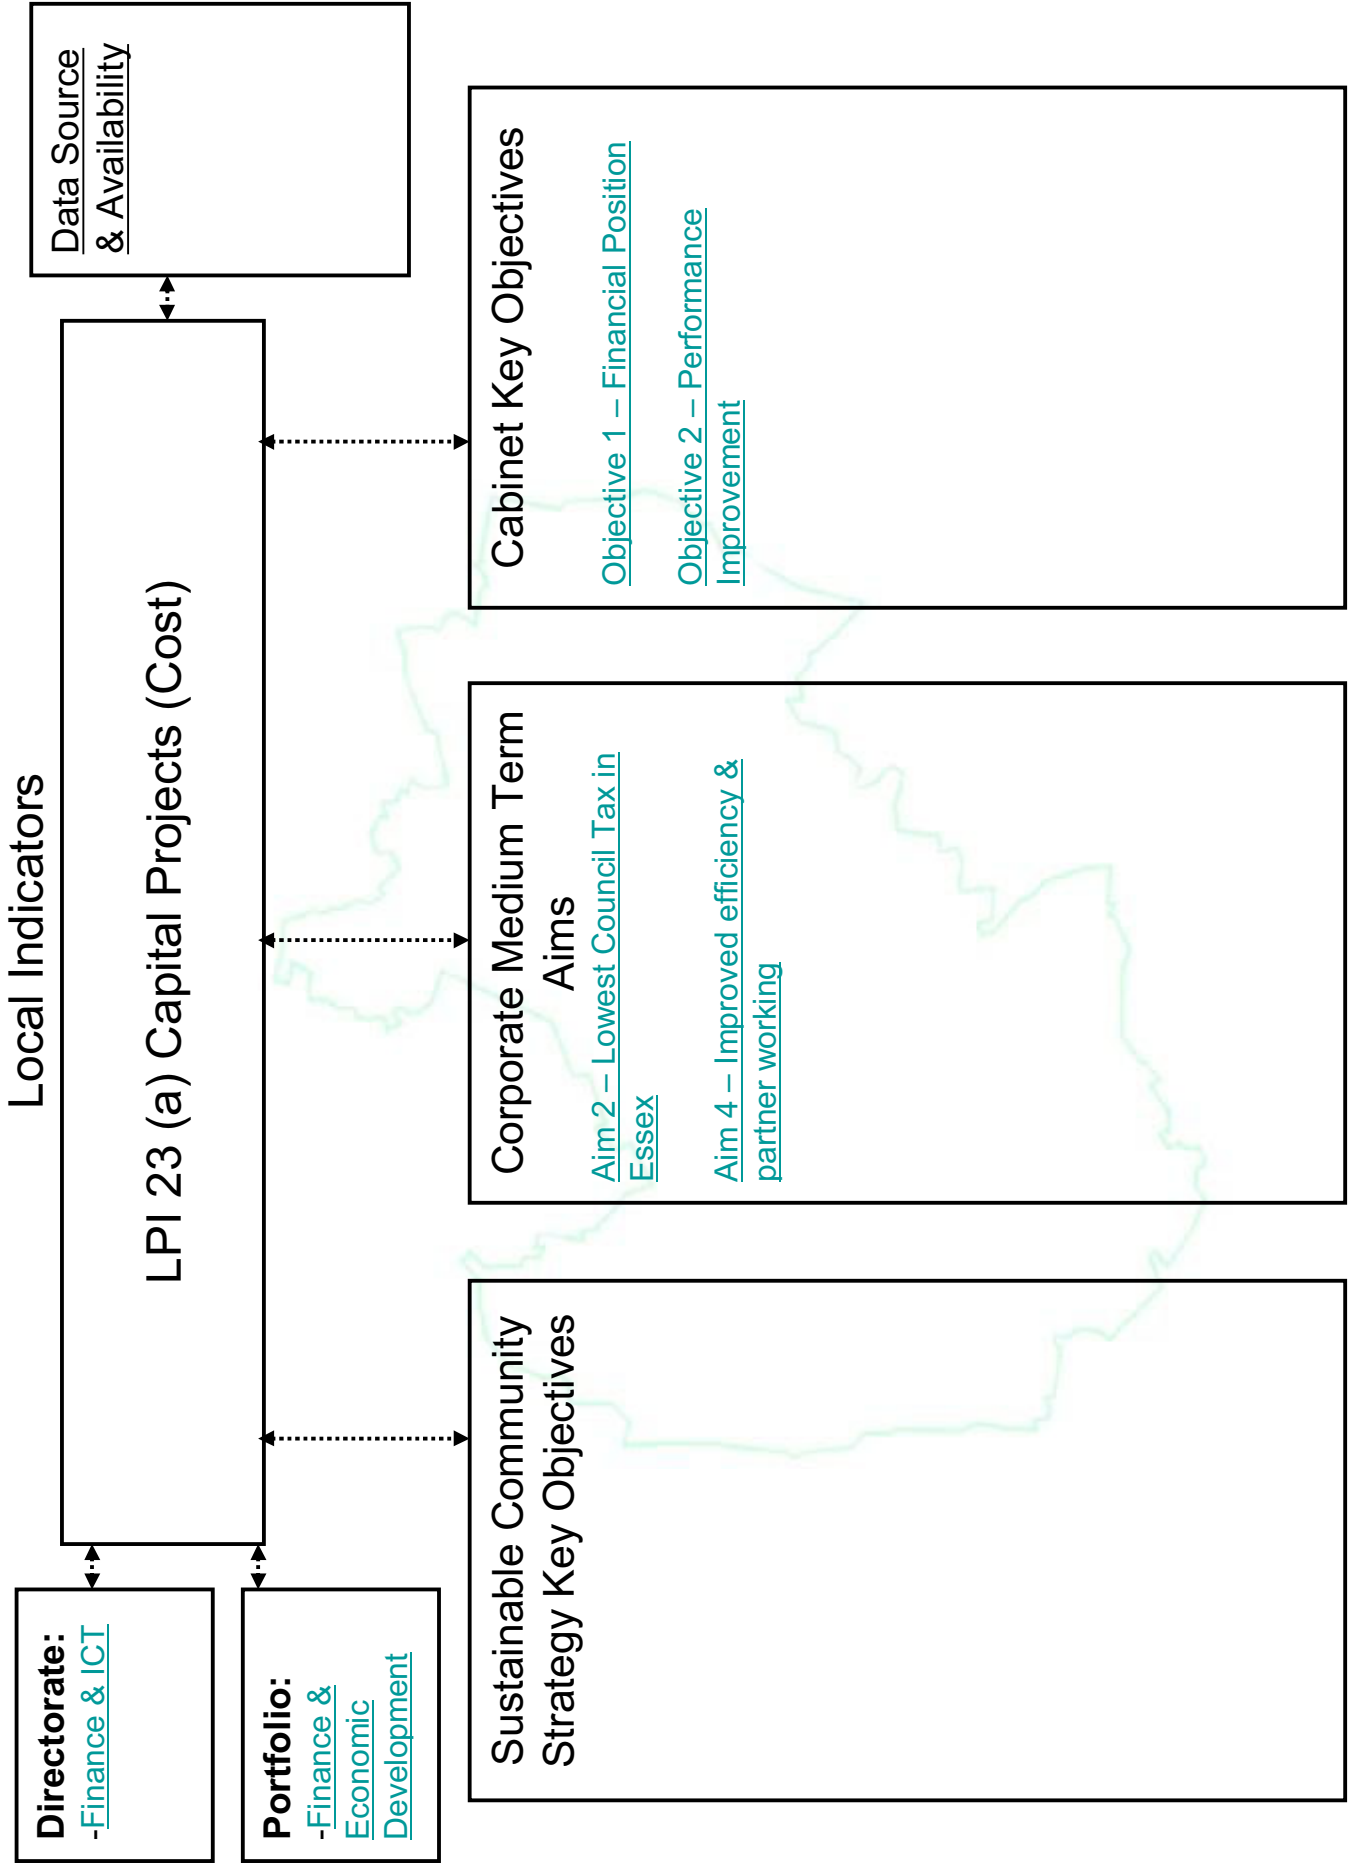 Local Indicators
Directorate:
-Finance & ICT
Portfolio:
-Finance &
Economic
Development
LPI 23 (a) Capital Projects (Cost)
Data Source
& Availability
Sustainable Community
Strategy Key Objectives
Corporate Medium Term
Aims
Aim 2 – Lowest Council Tax in
Essex
Aim 4 – Improved efficiency &
partner working
Cabinet Key Objectives
Objective 1 – Financial Position
Objective 2 – Performance
Improvement